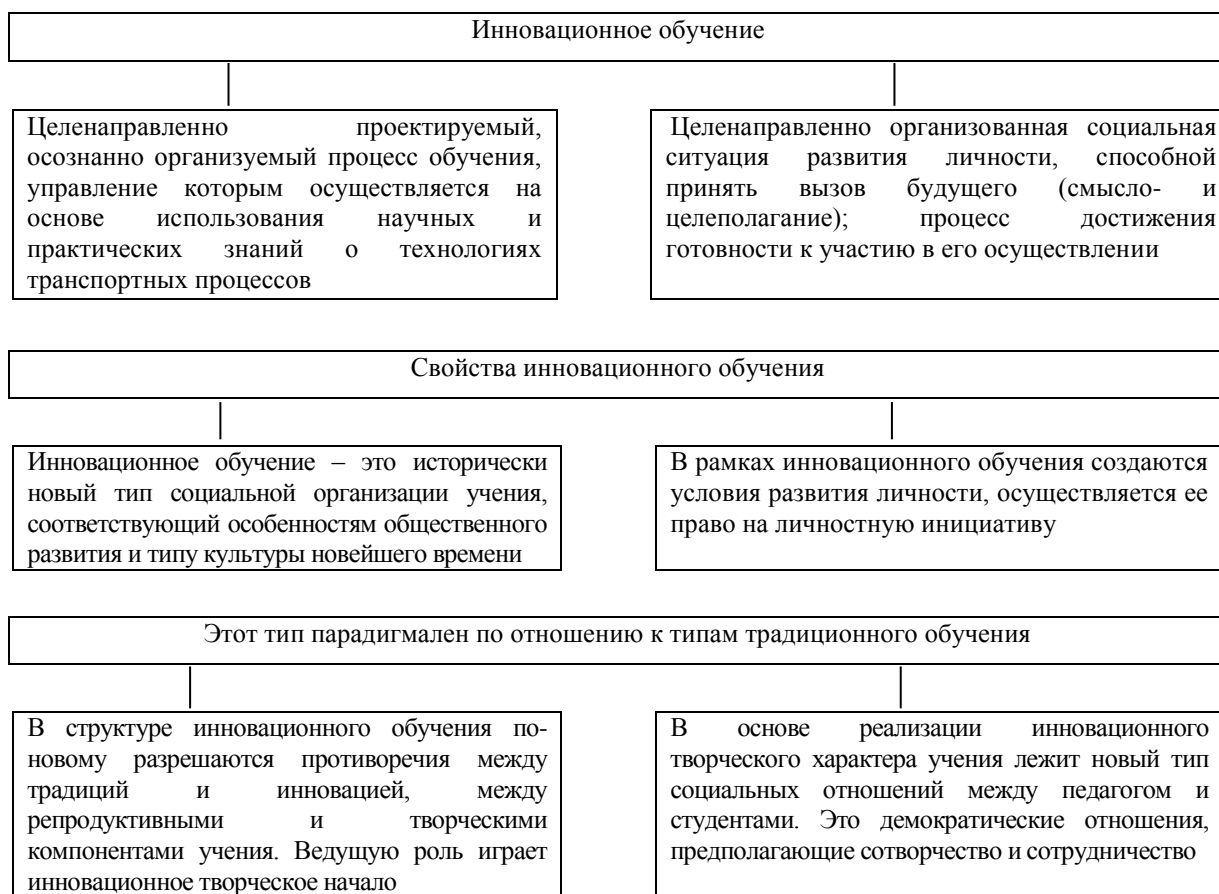 Инновационное обучение
Целенаправленно проектируемый,
осознанно организуемый процесс обучения,
управление которым осуществляется на
основе использования научных и
практических знаний о технологиях
транспортных процессов
Целенаправленно организованная социальная
ситуация развития личности, способной
принять вызов будущего (смысло- и
целеполагание); процесс достижения
готовности к участию в его осуществлении
Свойства инновационного обучения
Инновационное обучение – это исторически
новый тип социальной организации учения,
соответствующий особенностям общественного
развития и типу культуры новейшего времени
В рамках инновационного обучения создаются
условия развития личности, осуществляется ее
право на личностную инициативу
Этот тип парадигмален по отношению к типам традиционного обучения
В структуре инновационного обучения по-
новому разрешаются противоречия между
традиций и инновацией, между
репродуктивными и творческими
компонентами учения. Ведущую роль играет
инновационное творческое начало
В основе реализации инновационного
творческого характера учения лежит новый тип
социальных отношений между педагогом и
студентами. Это демократические отношения,
предполагающие сотворчество и сотрудничество